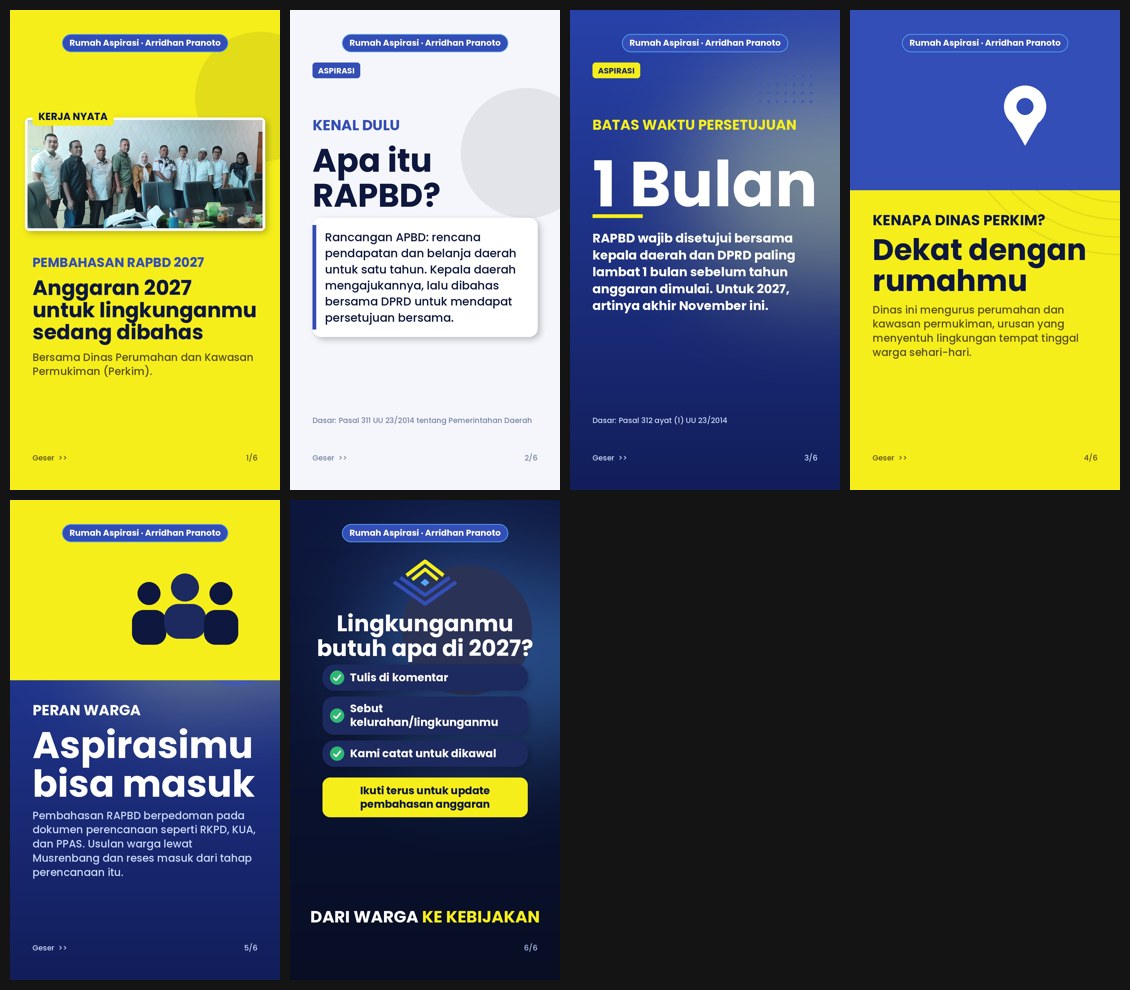 Rumah Aspirasi · Arridhan Pranoto
KERJA NYATA
PEMBAHASAN RAPBD 2027
Anggaran 2027
untuk lingkunganmu
sedang dibahas
Bersama Dinas Perumahan dan Kawasan
Permukiman (Perkim).
Geser >>
1/6
Rumah Aspirasi · Arridhan Pranoto
ASPIRASI
KENAL DULU
Apa itu
RAPBD?
Rancangan APBD: rencana
pendapatan dan belanja daerah
untuk satu tahun. Kepala daerah
mengajukannya, lalu dibahas
bersama DPRD untuk mendapat
persetujuan bersama.
Dasar: Pasal 311 UU 23/2014 tentang Pemerintahan Daerah
Geser >>
2/6
Rumah Aspirasi · Arridhan Pranoto
ASPIRASI
BATAS WAKTU PERSETUJUAN
1 Bulan
RAPBD wajib disetujui bersama
kepala daerah dan DPRD paling
lambat 1 bulan sebelum tahun
anggaran dimulai. Untuk 2027,
artinya akhir November ini.
Dasar: Pasal 312 ayat (1) UU 23/2014
Geser >>
3/6
Rumah Aspirasi · Arridhan Pranoto
KENAPA DINAS PERKIM?
Dekat dengan
rumahmu
Dinas ini mengurus perumahan dan
kawasan permukiman, urusan yang
menyentuh lingkungan tempat tinggal
warga sehari-hari.
Geser >>
4/6
Rumah Aspirasi · Arridhan Pranoto
PERAN WARGA
Aspirasimu
bisa masuk
Pembahasan RAPBD berpedoman pada
dokumen perencanaan seperti RKPD, KUA,
dan PPAS. Usulan warga lewat
Musrenbang dan reses masuk dari tahap
perencanaan itu.
Geser >>
5/6
Rumah Aspirasi · Arridhan Pranoto
Lingkunganmu
butuh apa di 2027?
Tulis di komentar
Sebut
kelurahan/lingkunganmu
Kami catat untuk dikawal
Ikuti terus untuk update
pembahasan anggaran
DARI WARGA KE KEBIJAKAN
6/6